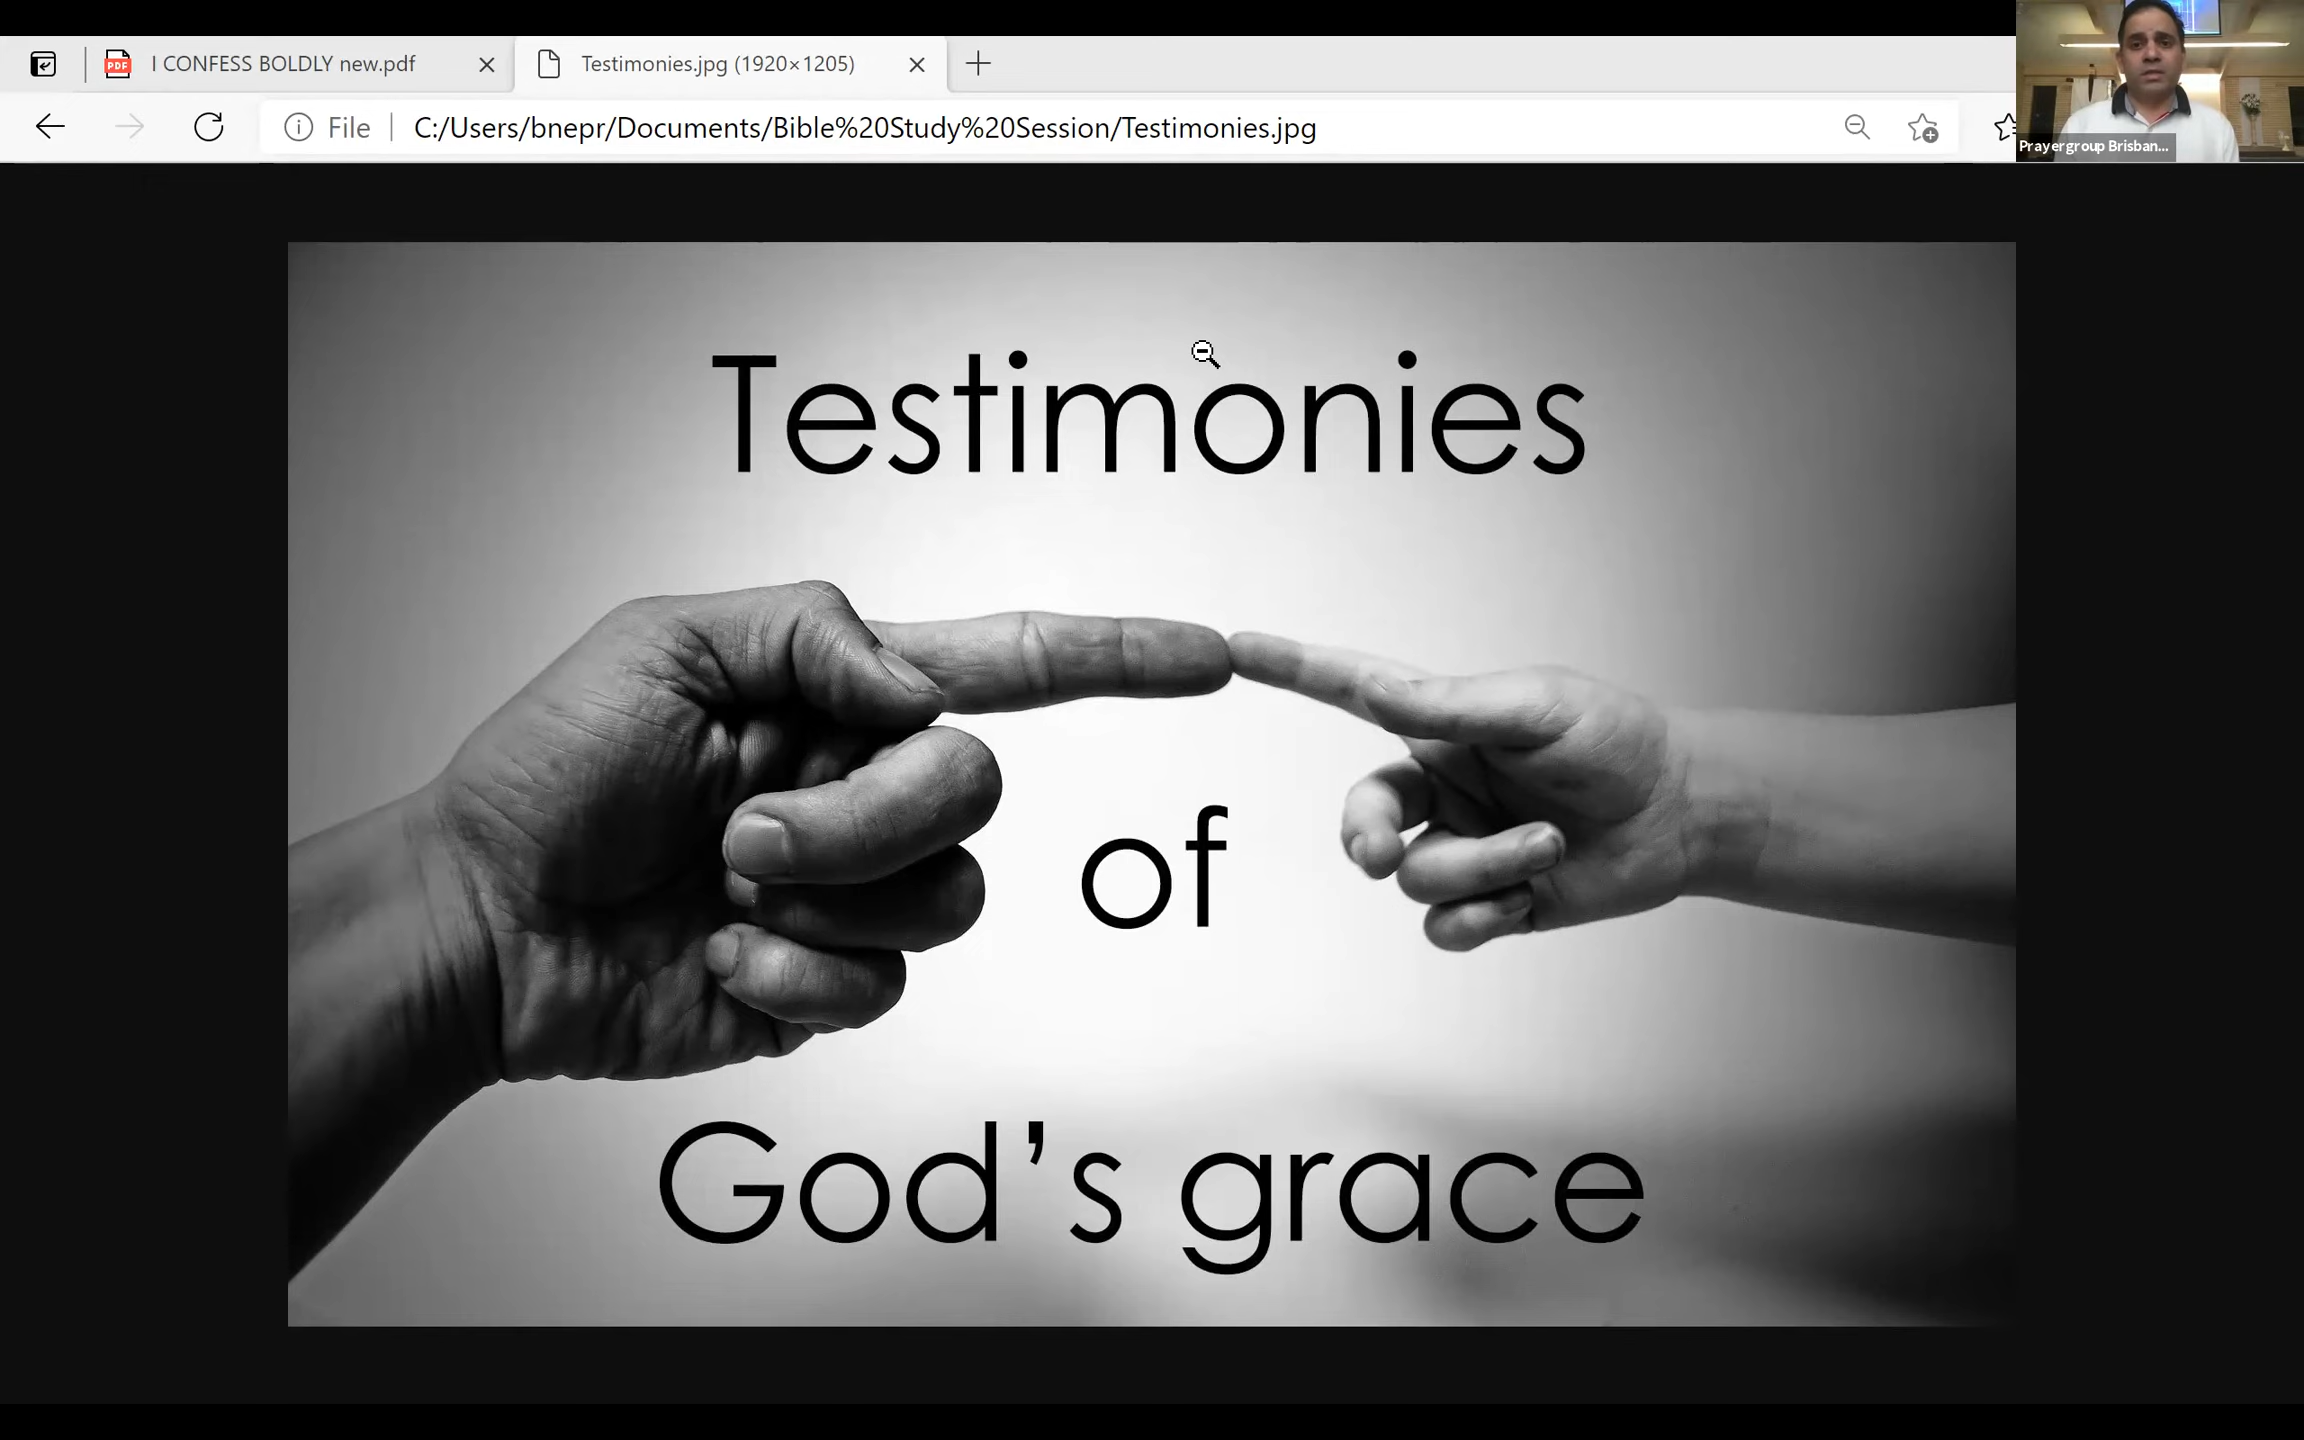 I CONFESS BOLDLY new.pdf
Testimonies.jpg (1920×1205)
File
C:/Users/bnepr/Documents/Bible%20Study%20Session/Testimonies.jpg
Prayergroup Brisban...
PDF
Testimonies
of
God’s grace